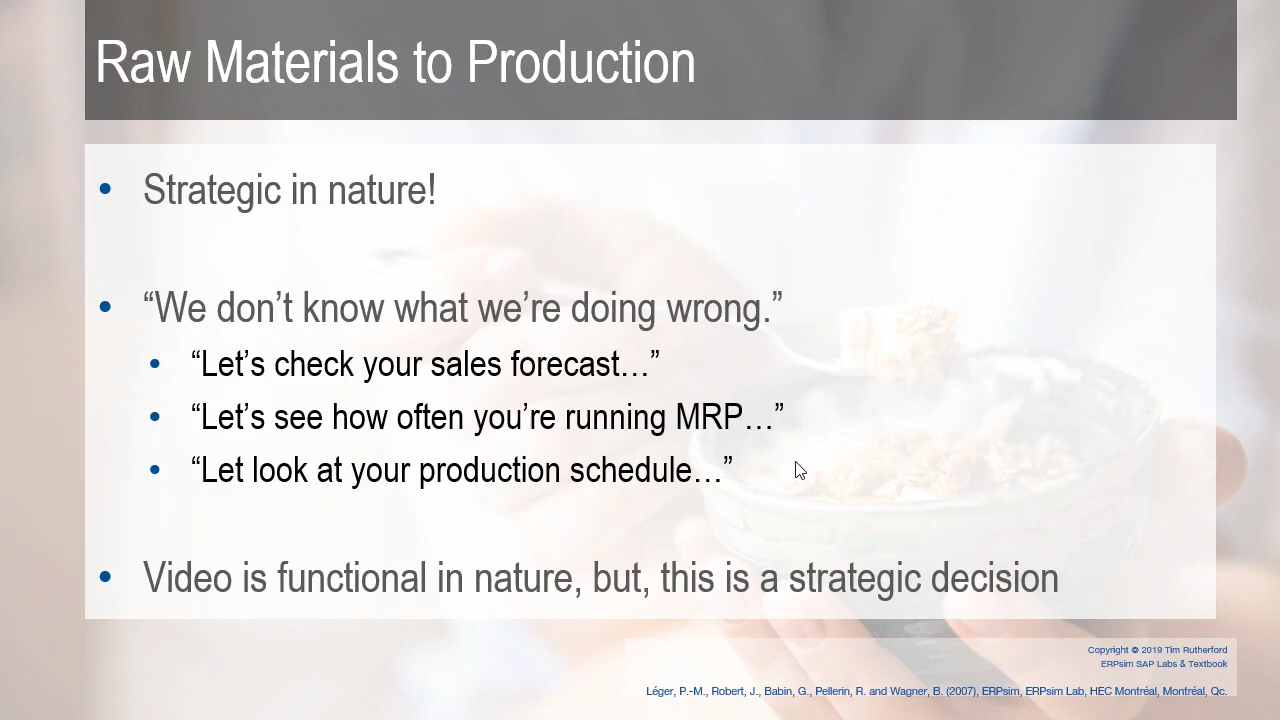 Raw Materials to Production
• Strategic in nature!
• “We don’t know what we’re doing wrong.”
• “Let’s check your sales forecast…”
• “Let’s see how often you’re running MRP…”
• “Let look at your production schedule…”
• Video is functional in nature, but, this is a strategic decision
Copyright © 2019 Tim Rutherford
ERPsim SAP Labs & Textbook
Léger, P.-M., Robert, J., Babin, G., Pellerin, R. and Wagner, B. (2007), ERPsim, ERPsim Lab, HEC Montréal, Montréal, Qc.